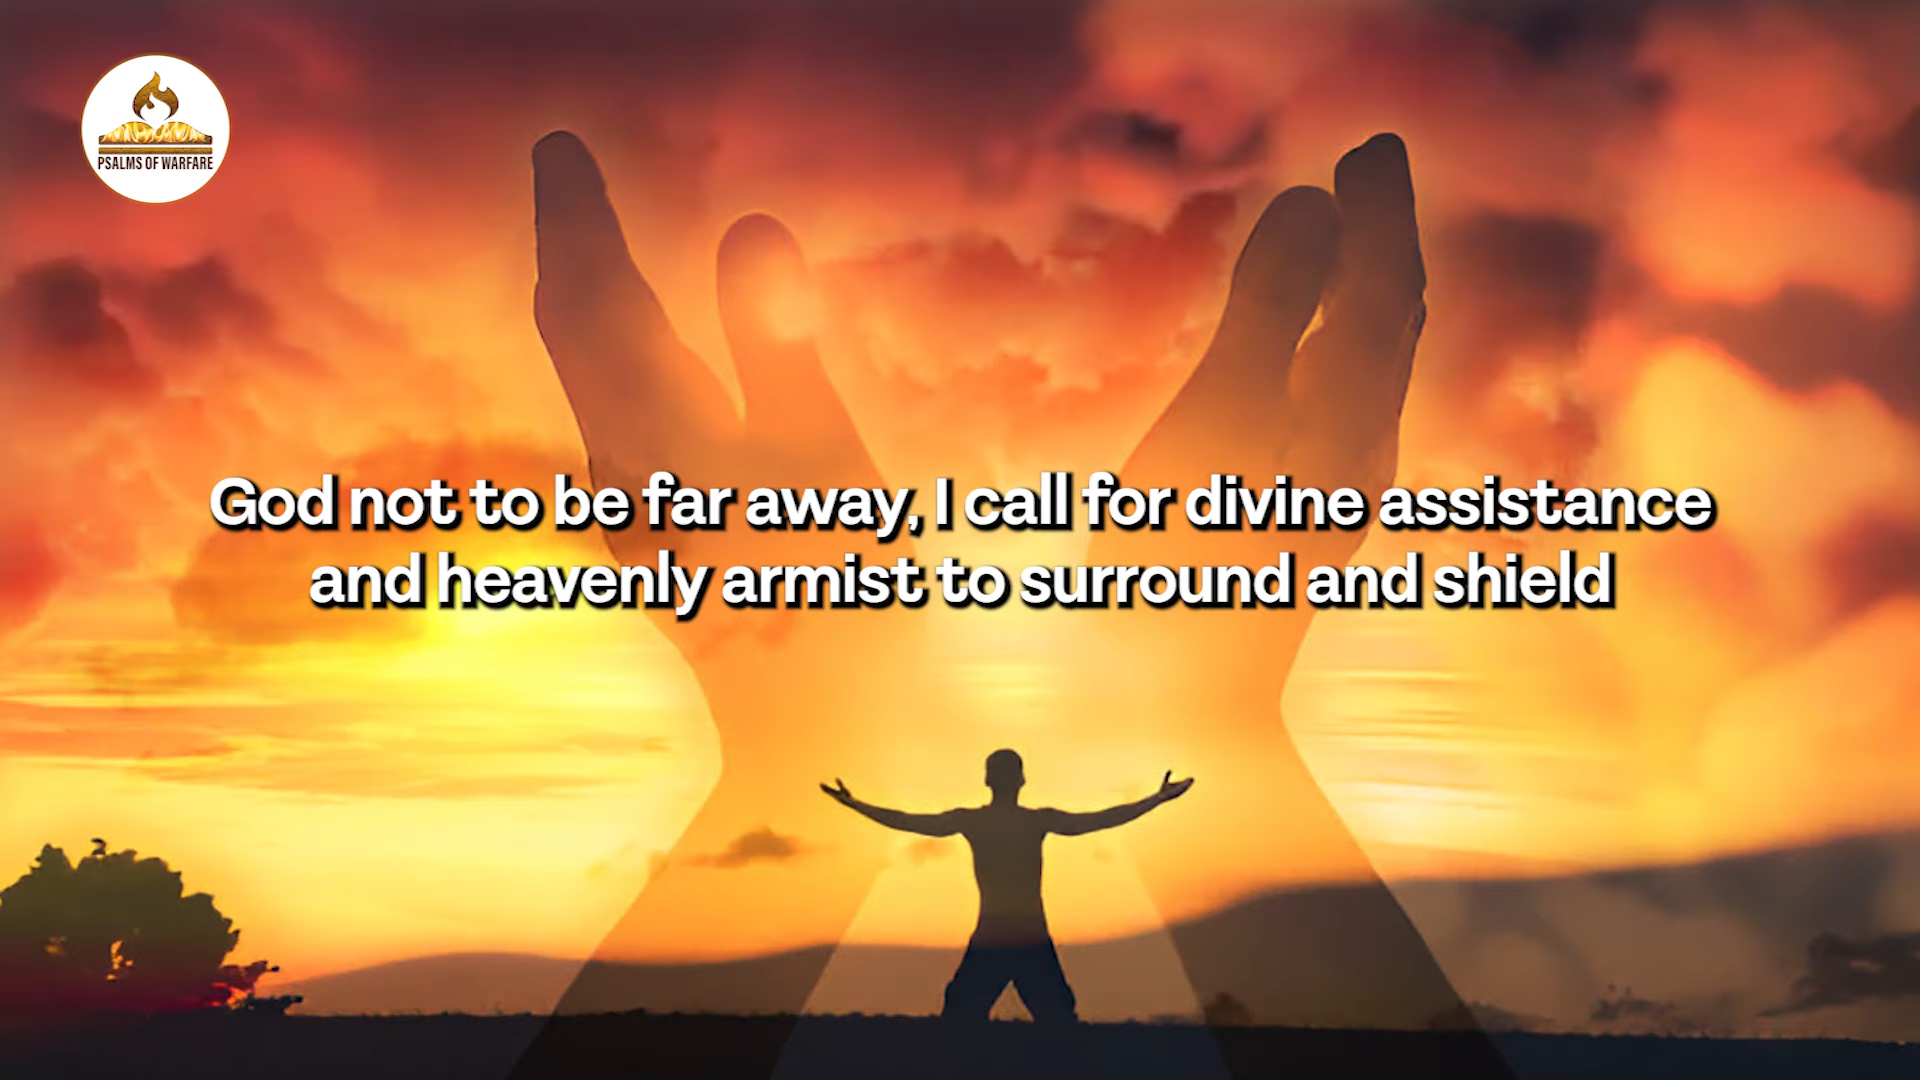 PSALMS OF WARFARE
God not to be far away, I call for divine assistance
and heavenly armist to surround and shield